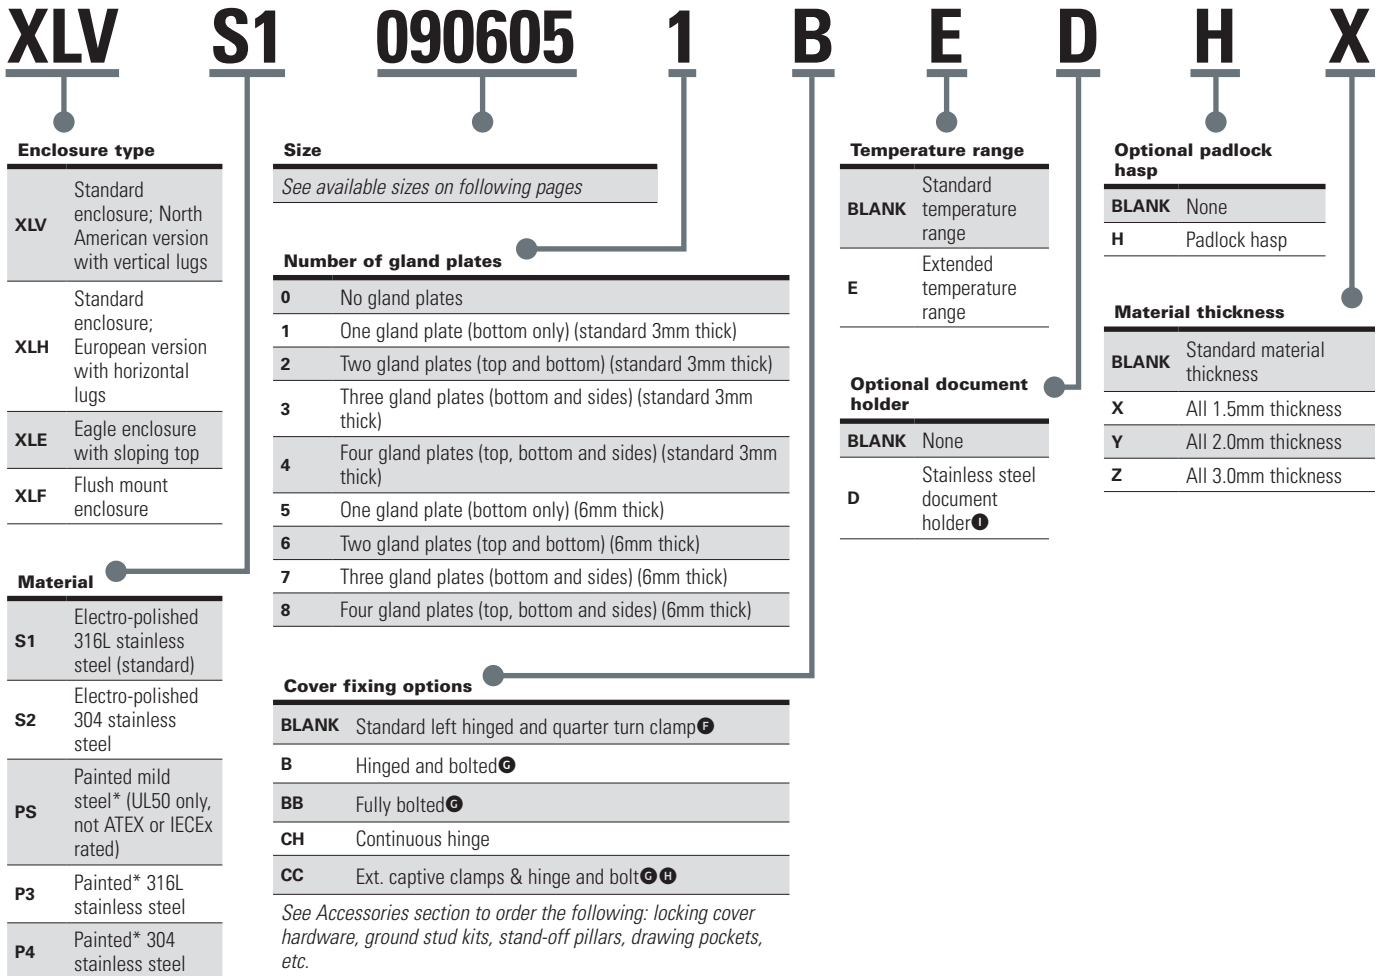 XLV S1 090605 1 B E D H X
Enclosure type
XLV Standard
enclosure; North
American version
with vertical lugs
XLH Standard
enclosure;
European version
with horizontal
lugs
XLE Eagle enclosure
with sloping top
XLF Flush mount
enclosure
Material
S1 Electro-polished
316L stainless
steel (standard)
S2 Electro-polished
304 stainless
steel
PS Painted mild
steel* (UL50 only,
not ATEX or IECEx
rated)
P3 Painted* 316L
stainless steel
P4 Painted* 304
stainless steel
Size
See available sizes on following pages
Number of gland plates
0 No gland plates
1 One gland plate (bottom only) (standard 3mm thick)
2 Two gland plates (top and bottom) (standard 3mm thick)
3 Three gland plates (bottom and sides) (standard 3mm
thick)
4 Four gland plates (top, bottom and sides) (standard 3mm
thick)
5 One gland plate (bottom only) (6mm thick)
6 Two gland plates (top and bottom) (6mm thick)
7 Three gland plates (bottom and sides) (6mm thick)
8 Four gland plates (top, bottom and sides) (6mm thick)
Cover fixing options
BLANK Standard left hinged and quarter turn clamp🅕
B Hinged and bolted🅖
BB Fully bolted🅖
CH Continuous hinge
CC Ext. captive clamps & hinge and bolt🅖🅗
See Accessories section to order the following: locking cover
hardware, ground stud kits, stand-off pillars, drawing pockets,
etc.
Temperature range
BLANK Standard
temperature
range
E Extended
temperature
range
Optional document
holder
BLANK None
D Stainless steel
document
holder🅘
Optional padlock
hasp
BLANK None
H Padlock hasp
Material thickness
BLANK Standard material
thickness
X All 1.5mm thickness
Y All 2.0mm thickness
Z All 3.0mm thickness